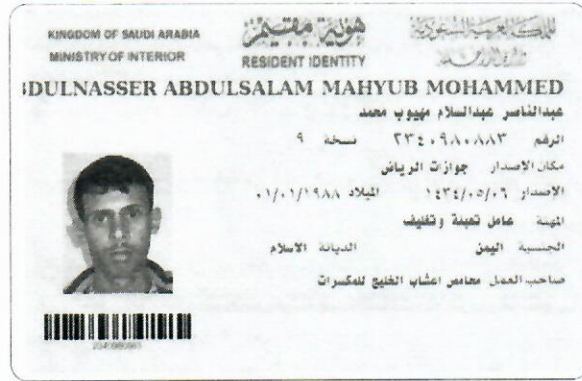 KINGDOM OF SAUDI ARABIA
MINISTRY OF INTERIOR
هوية مقيم
RESIDENT IDENTITY
المملكة العربية السعودية
وزارة الداخلية
BDULNASSER ABDULSALAM MAHYUB MOHAMMED
عبدالناصر عبدالسلام مهيوب محمد
الرقم ٢٣٤٠٩٨٠٨٨٣ نسخة ٩
مكان الإصدار جوازات الرياض
الاصدار ١٤٣٤/٠٥/٠٦ الميلاد ٠١/٠١/١٩٨٨
المهنة عامل تعبئة وتغليف
الجنسية اليمن الديانة الاسلام
صاحب العمل محامص اعشاب الخليج للمكسرات